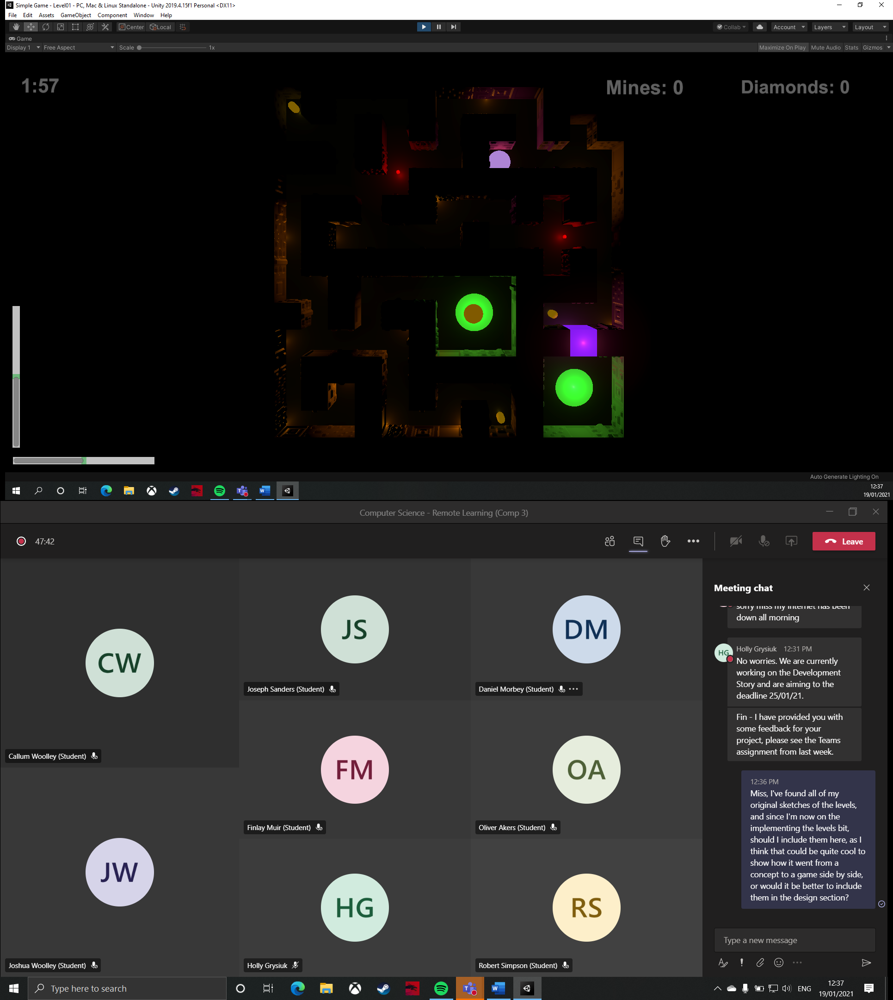 Simple Game - Level01 - PC, Mac & Linux Standalone - Unity 2019.4.15f1 Personal <DX11>
File Edit Assets GameObject Component Window Help
Center Local Collab Account Layers Layout
Game
Display 1 Free Aspect Scale 1x Maximize On Play Mute Audio Stats Gizmos
1:57 Mines: 0 Diamonds: 0
Auto Generate Lighting On
12:37
19/01/2021
Computer Science - Remote Learning (Comp 3)
47:42 Leave
CW
Callum Woolley (Student)
JS
Joseph Sanders (Student)
DM
Daniel Morbey (Student)
FM
Finlay Muir (Student)
OA
Oliver Akers (Student)
JW
Joshua Woolley (Student)
HG
Holly Grysiuk
RS
Robert Simpson (Student)
Meeting chat
sorry miss my internet has been
down all morning
HG
Holly Grysiuk 12:31 PM
No worries. We are currently
working on the Development
Story and are aiming to the
deadline 25/01/21.
Fin - I have provided you with
some feedback for your
project, please see the Teams
assignment from last week.
12:36 PM
Miss, I've found all of my
original sketches of the levels,
and since I'm now on the
implementing the levels bit,
should I include them here, as I
think that could be quite cool to
show how it went from a
concept to a game side by side,
or would it be better to include
them in the design section?
Type a new message
Type here to search
ENG
12:37
19/01/2021